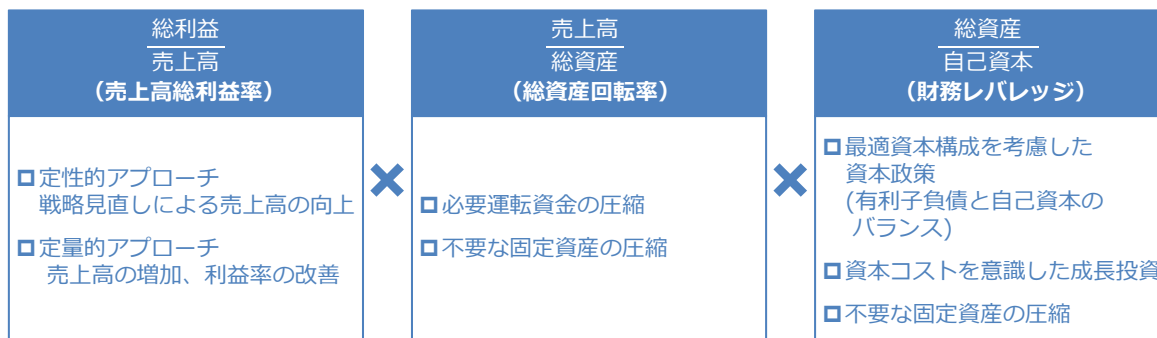 総利益
売上高
（売上高総利益率）
定性的アプローチ
戦略見直しによる売上高の向上
定量的アプローチ
売上高の増加、利益率の改善
×
売上高
総資産
（総資産回転率）
必要運転資金の圧縮
不要な固定資産の圧縮
×
総資産
自己資本
（財務レバレッジ）
最適資本構成を考慮した
資本政策
(有利子負債と自己資本の
バランス)
資本コストを意識した成長投資
不要な固定資産の圧縮